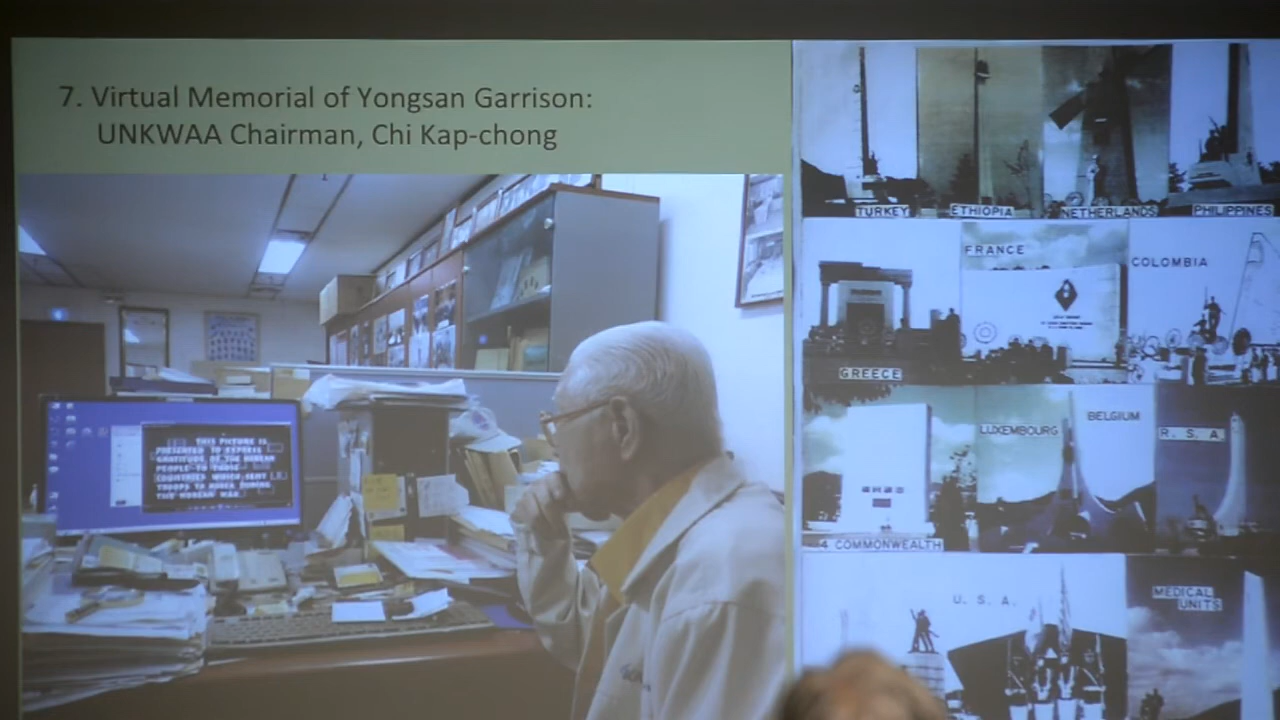 7. Virtual Memorial of Yongsan Garrison:
UNKWAA Chairman, Chi Kap-chong
THIS PICTURE IS
PRESENTED TO EXPRESS
GRATITUDE OF THE KOREAN
PEOPLE TO THOSE
COUNTRIES WHICH SENT
TROOPS TO KOREA DURING
THE KOREAN WAR.
TURKEY
ETHIOPIA
NETHERLANDS
PHILIPPINES
FRANCE
COLOMBIA
GREECE
LUXEMBOURG
BELGIUM
R. S. A.
4 COMMONWEALTH
U. S. A.
MEDICAL
UNITS